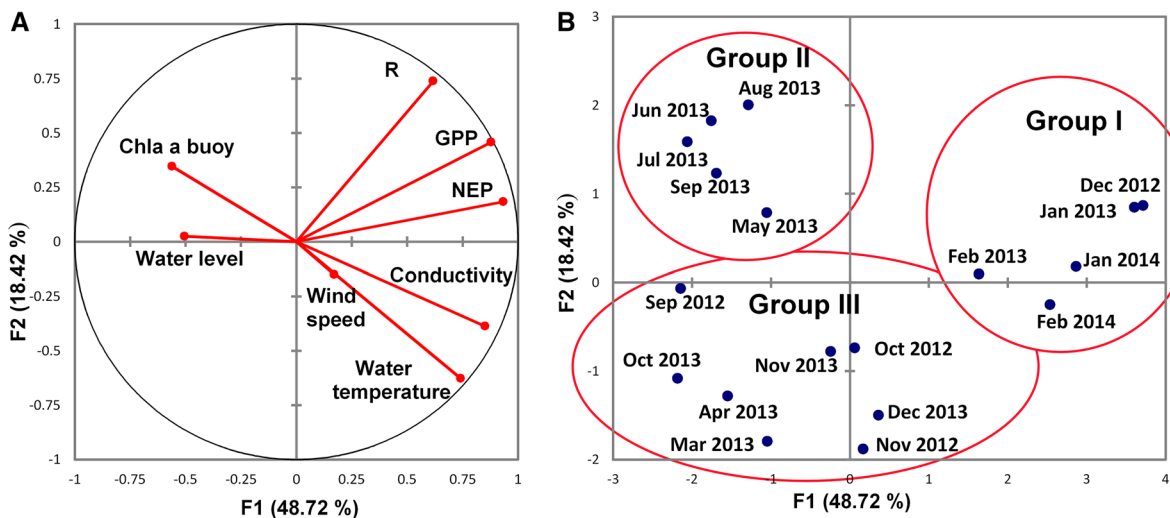 A
F2 (18.42 %)
1
0.75
0.5
0.25
0
-0.25
-0.5
-0.75
-1
-1
-0.75
-0.5
-0.25
0
0.25
0.5
0.75
1
F1 (48.72 %)
R
GPP
NEP
Chla a buoy
Water level
Conductivity
Wind
speed
Water
temperature
B
F2 (18.42 %)
3
2
1
0
-1
-2
-3
-2
-1
0
1
2
3
4
F1 (48.72 %)
Group II
Aug 2013
Jun 2013
Jul 2013
Sep 2013
May 2013
Group I
Dec 2012
Jan 2013
Feb 2013
Jan 2014
Feb 2014
Group III
Sep 2012
Oct 2013
Nov 2013
Oct 2012
Apr 2013
Dec 2013
Mar 2013
Nov 2012